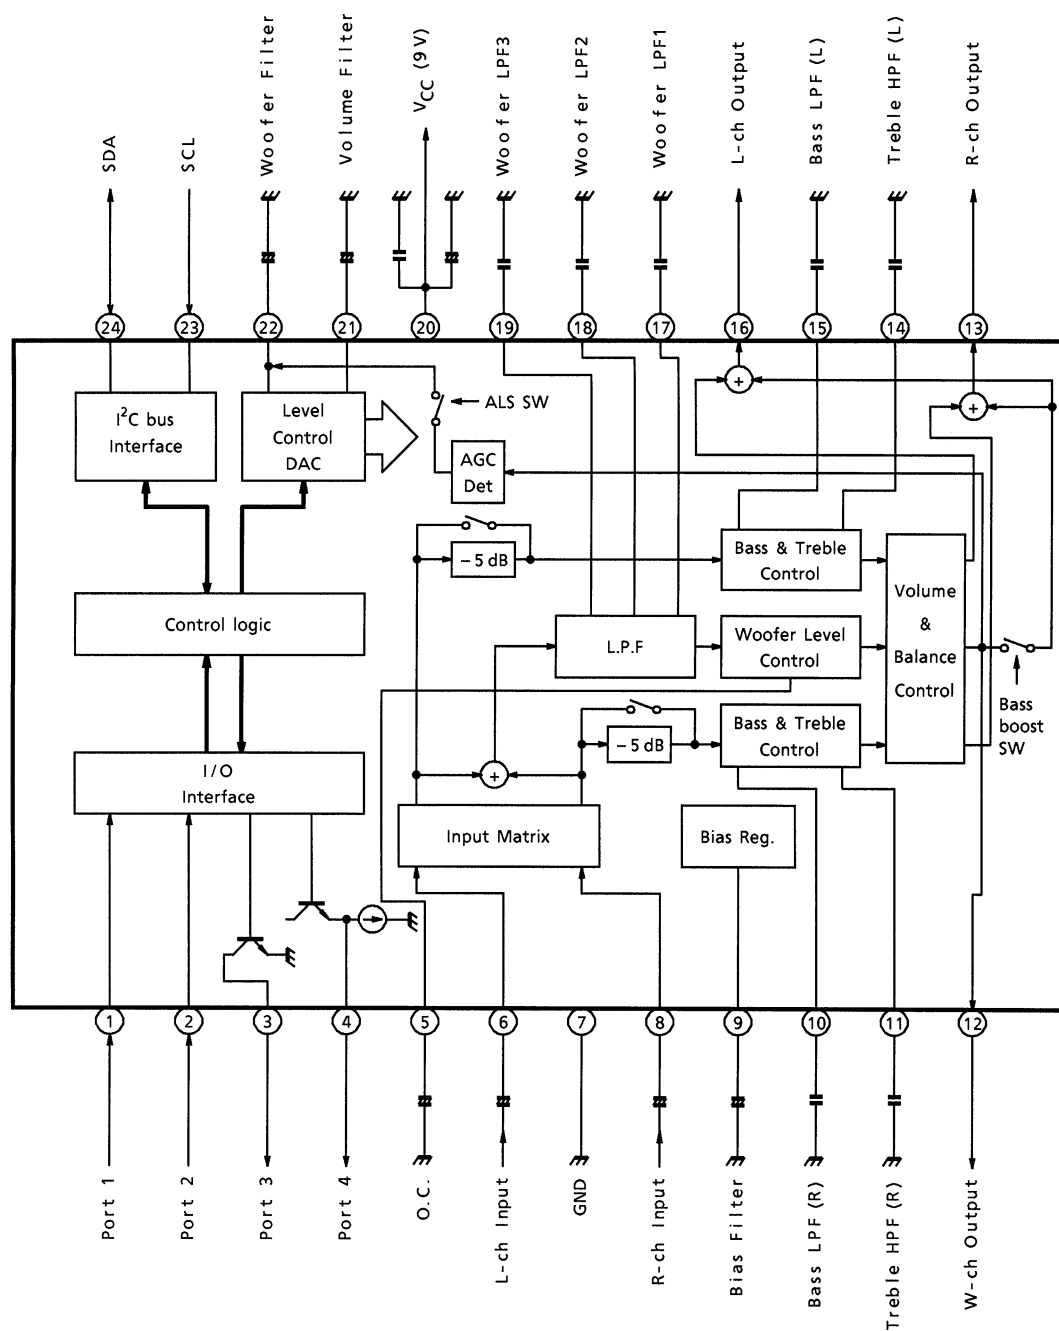 SDA
SCL
Woofer Filter
Volume Filter
VCC (9 V)
Woofer LPF3
Woofer LPF2
Woofer LPF1
L-ch Output
Bass LPF (L)
Treble HPF (L)
R-ch Output
24
23
22
21
20
19
18
17
16
15
14
13
+
+
I²C bus
Interface
Level
Control
DAC
ALS SW
AGC
Det
– 5 dB
Bass & Treble
Control
Volume
&
Balance
Control
Control logic
L.P.F
Woofer Level
Control
Bass
boost
SW
– 5 dB
Bass & Treble
Control
I/O
Interface
+
Input Matrix
Bias Reg.
1
2
3
4
5
6
7
8
9
10
11
12
Port 1
Port 2
Port 3
Port 4
O.C.
L-ch Input
GND
R-ch Input
Bias Filter
Bass LPF (R)
Treble HPF (R)
W-ch Output